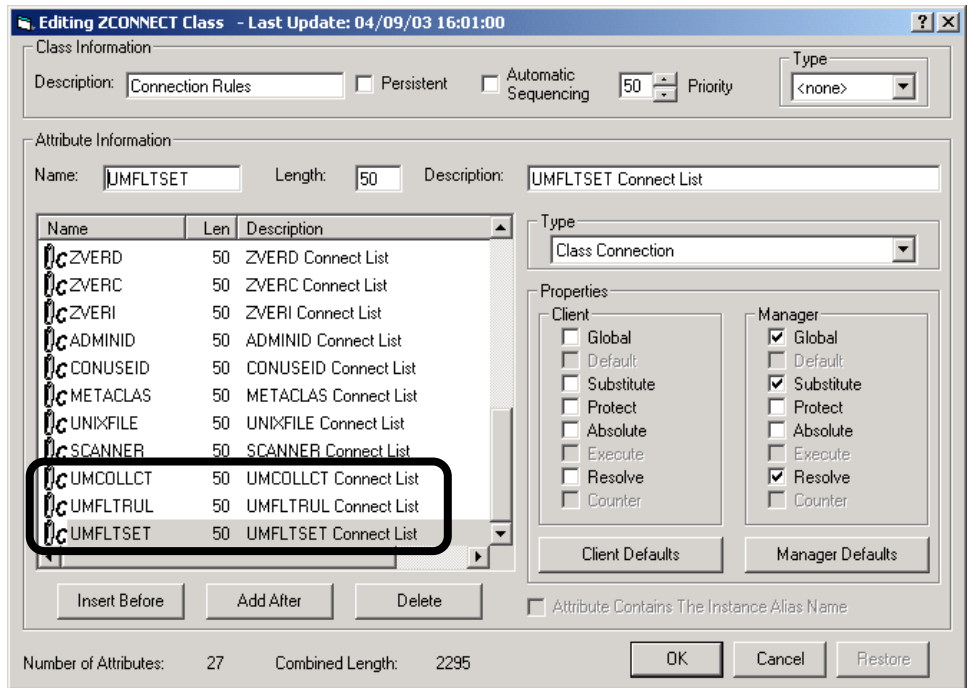 Editing ZCONNECT Class - Last Update: 04/09/03 16:01:00
Class Information
Description: Connection Rules Persistent Automatic Sequencing 50 Priority
Type
<none>
Attribute Information
Name: UMFLTSET Length: 50 Description: UMFLTSET Connect List
Name Len Description
ZVERD 50 ZVERD Connect List
ZVERC 50 ZVERC Connect List
ZVERI 50 ZVERI Connect List
ADMINID 50 ADMINID Connect List
CONUSEID 50 CONUSEID Connect List
METACLAS 50 METACLAS Connect List
UNIXFILE 50 UNIXFILE Connect List
SCANNER 50 SCANNER Connect List
UMCOLLCT 50 UMCOLLCT Connect List
UMFLTRUL 50 UMFLTRUL Connect List
UMFLTSET 50 UMFLTSET Connect List
Type
Class Connection
Properties
Client
Global
Default
Substitute
Protect
Absolute
Execute
Resolve
Counter
Manager
Global
Default
Substitute
Protect
Absolute
Execute
Resolve
Counter
Client Defaults Manager Defaults
Insert Before Add After Delete
Attribute Contains The Instance Alias Name
Number of Attributes: 27 Combined Length: 2295
OK Cancel Restore